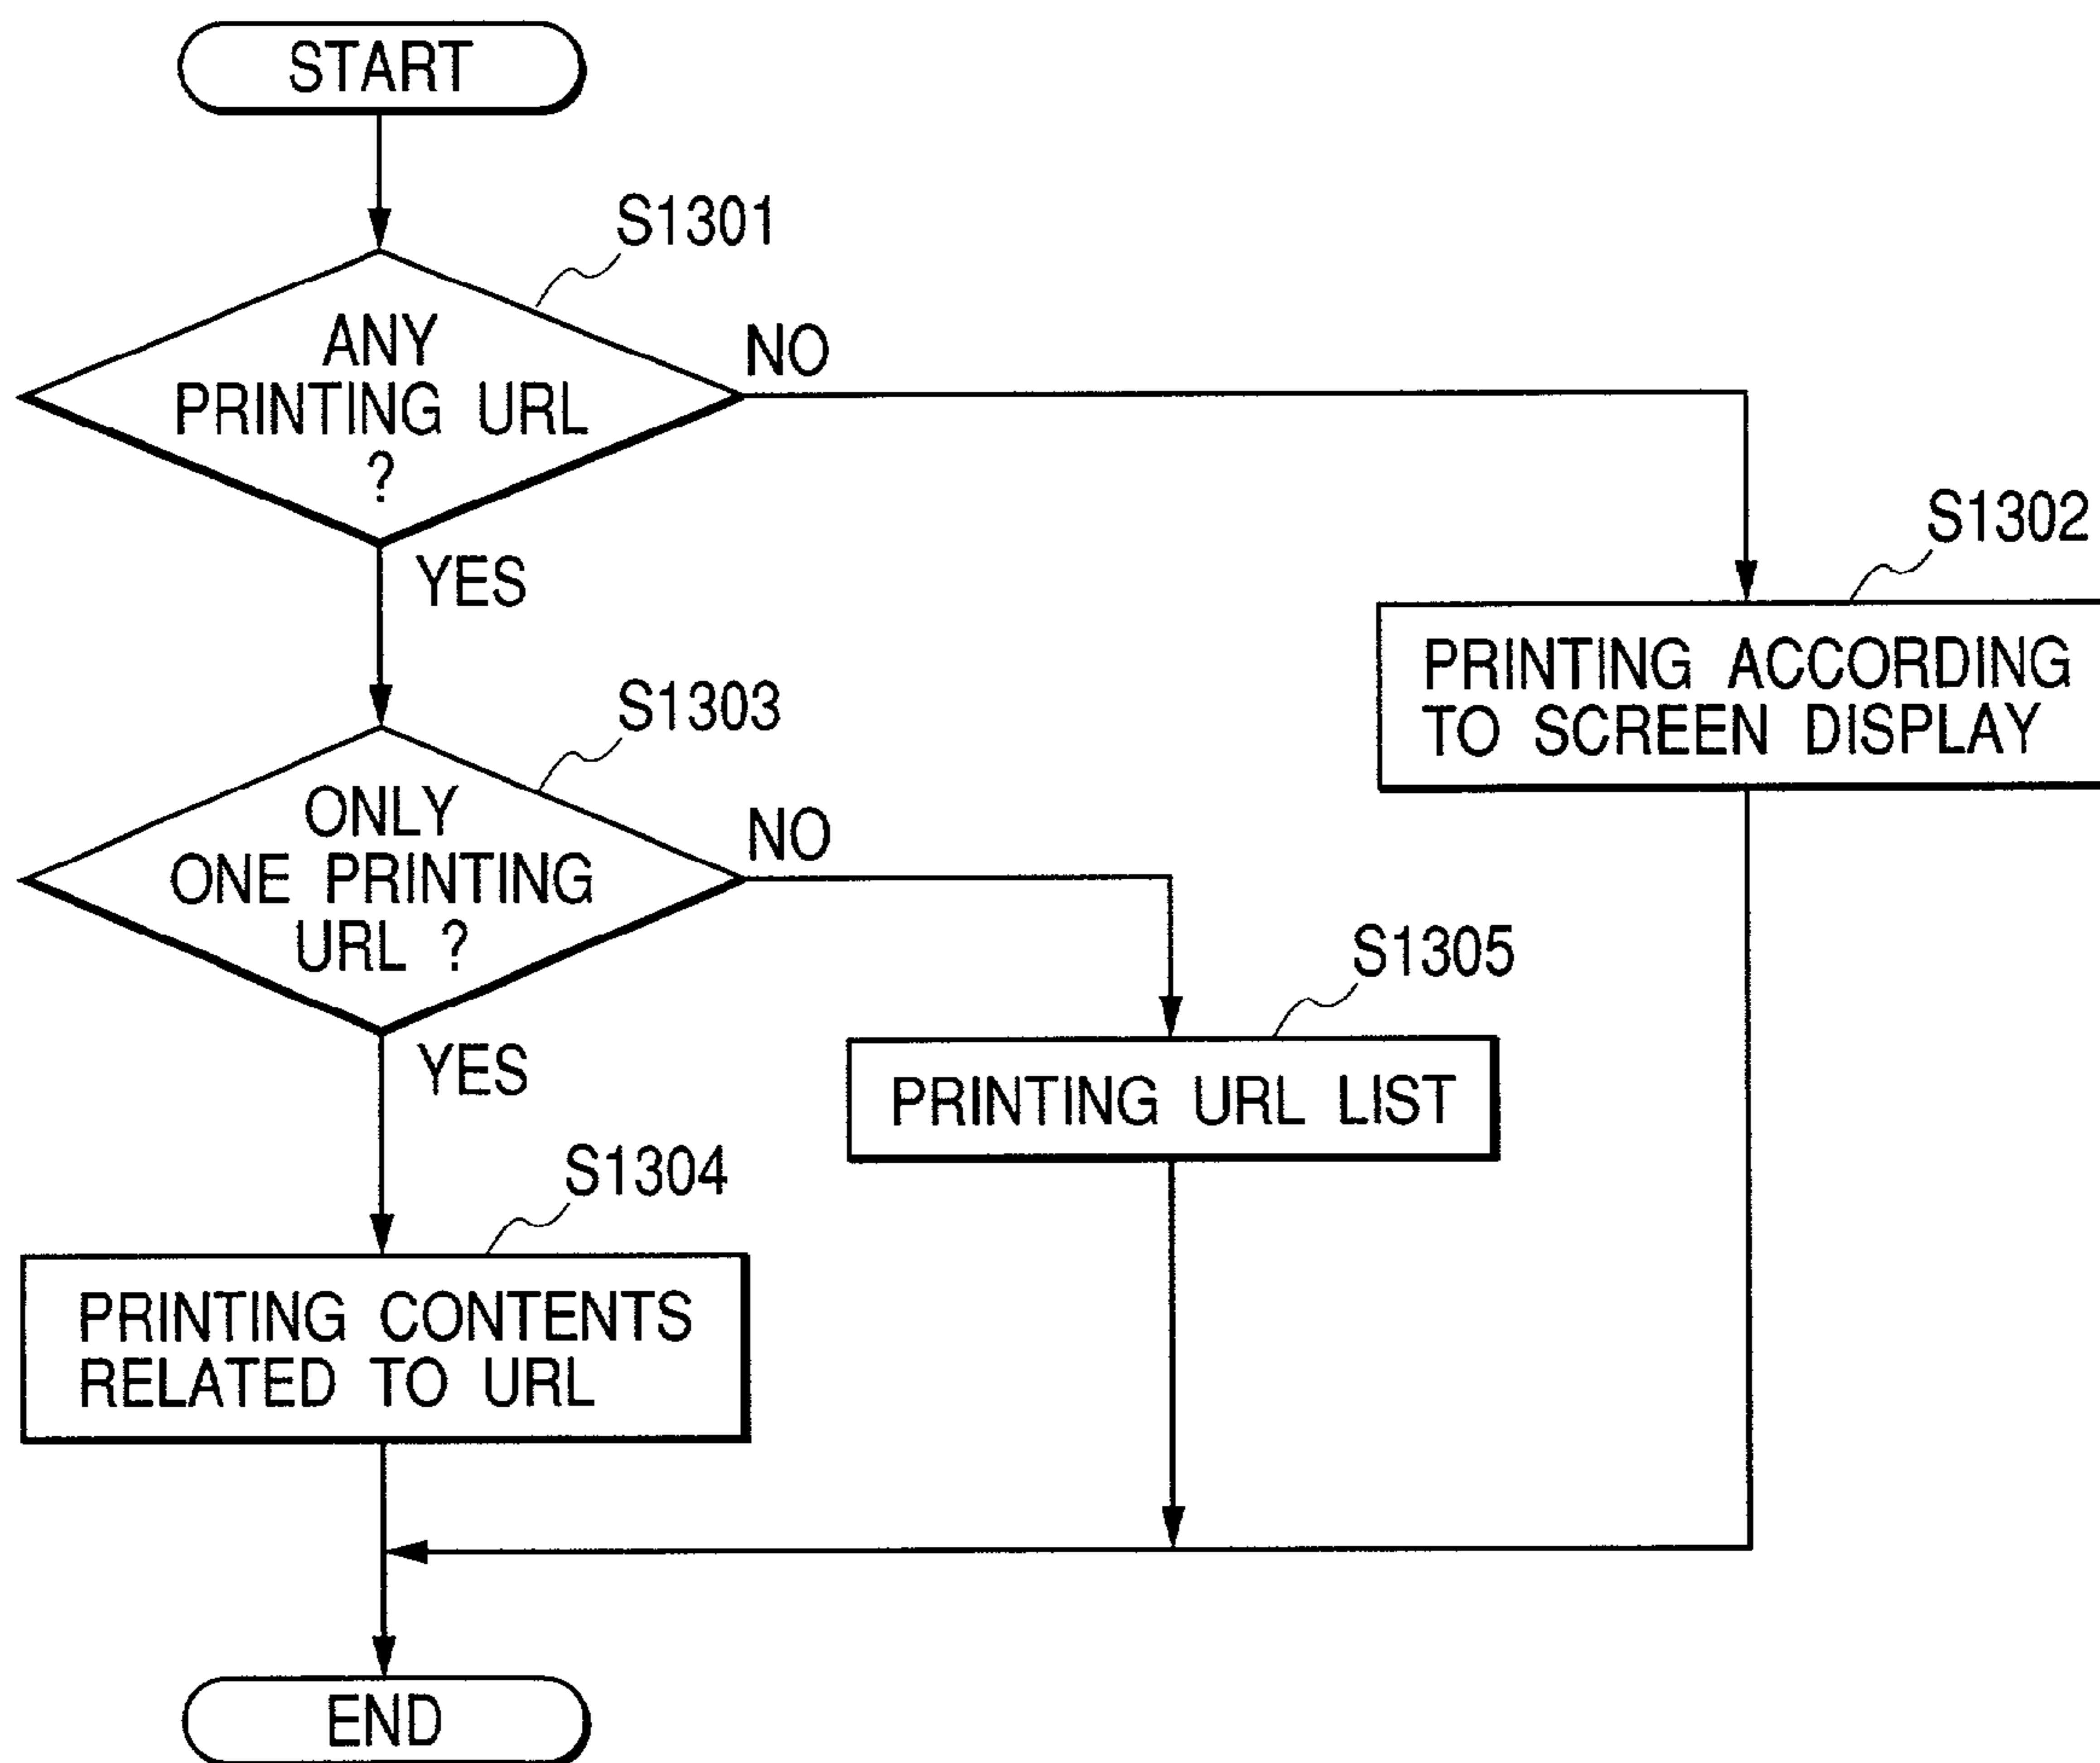 START
S1301
ANY
PRINTING URL
?
NO
YES
S1302
PRINTING ACCORDING
TO SCREEN DISPLAY
S1303
ONLY
ONE PRINTING
URL ?
NO
YES
S1305
PRINTING URL LIST
S1304
PRINTING CONTENTS
RELATED TO URL
END